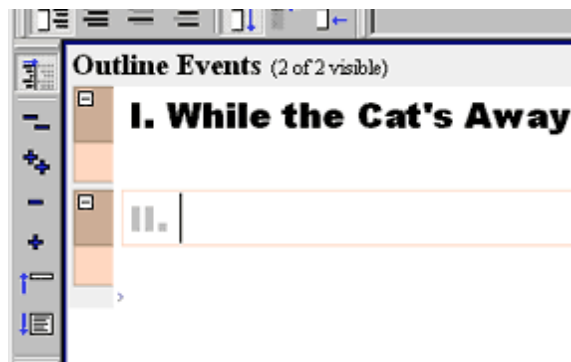 Outline Events (2 of 2 visible)
I. While the Cat's Away
II.